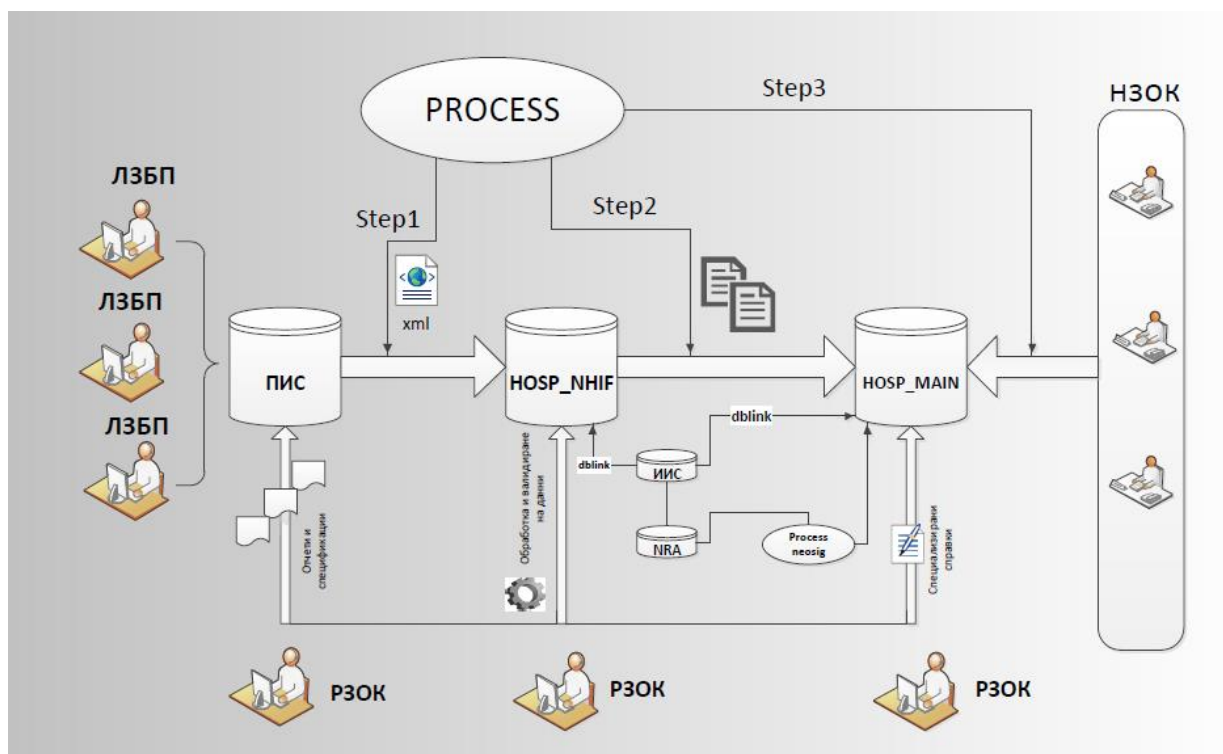 PROCESS
Step3
НЗОК
ЛЗБП
Step1
Step2
xml
ЛЗБП
ПИС
HOSP_NHIF
HOSP_MAIN
ЛЗБП
dblink
dblink
ИИС
NRA
Process
neosig
Отчети и
спецификации
Обработка и валидиране
на данни
Специализирани
справки
РЗОК
РЗОК
РЗОК